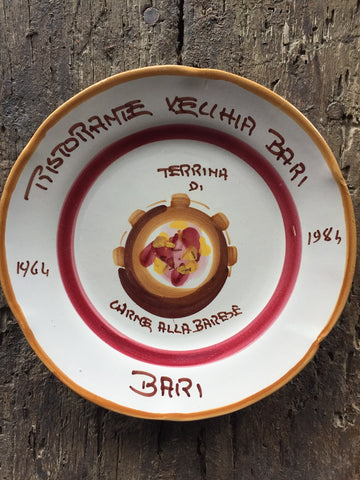 RISTORANTE VECCHIA BARI
TERRINA
DI
1964
1984
CARNE ALLA BARESE
BARI